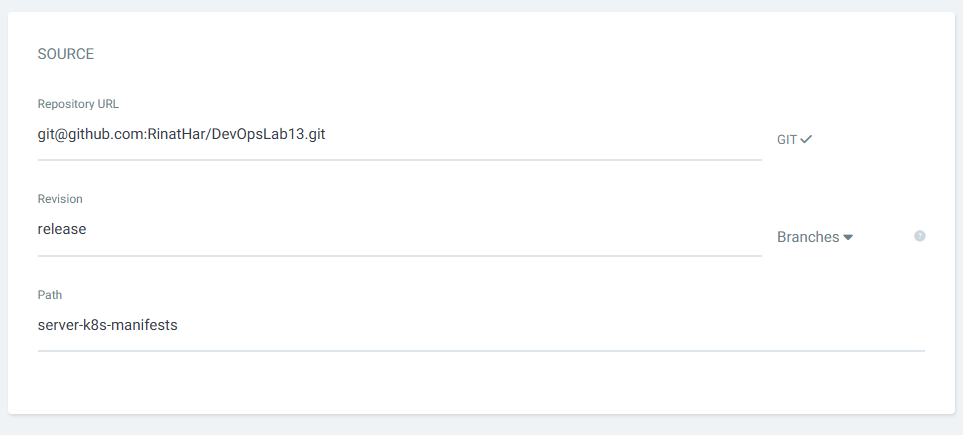 SOURCE
Repository URL
git@github.com:RinatHar/DevOpsLab13.git
GIT
Revision
release
Branches
?
Path
server-k8s-manifests